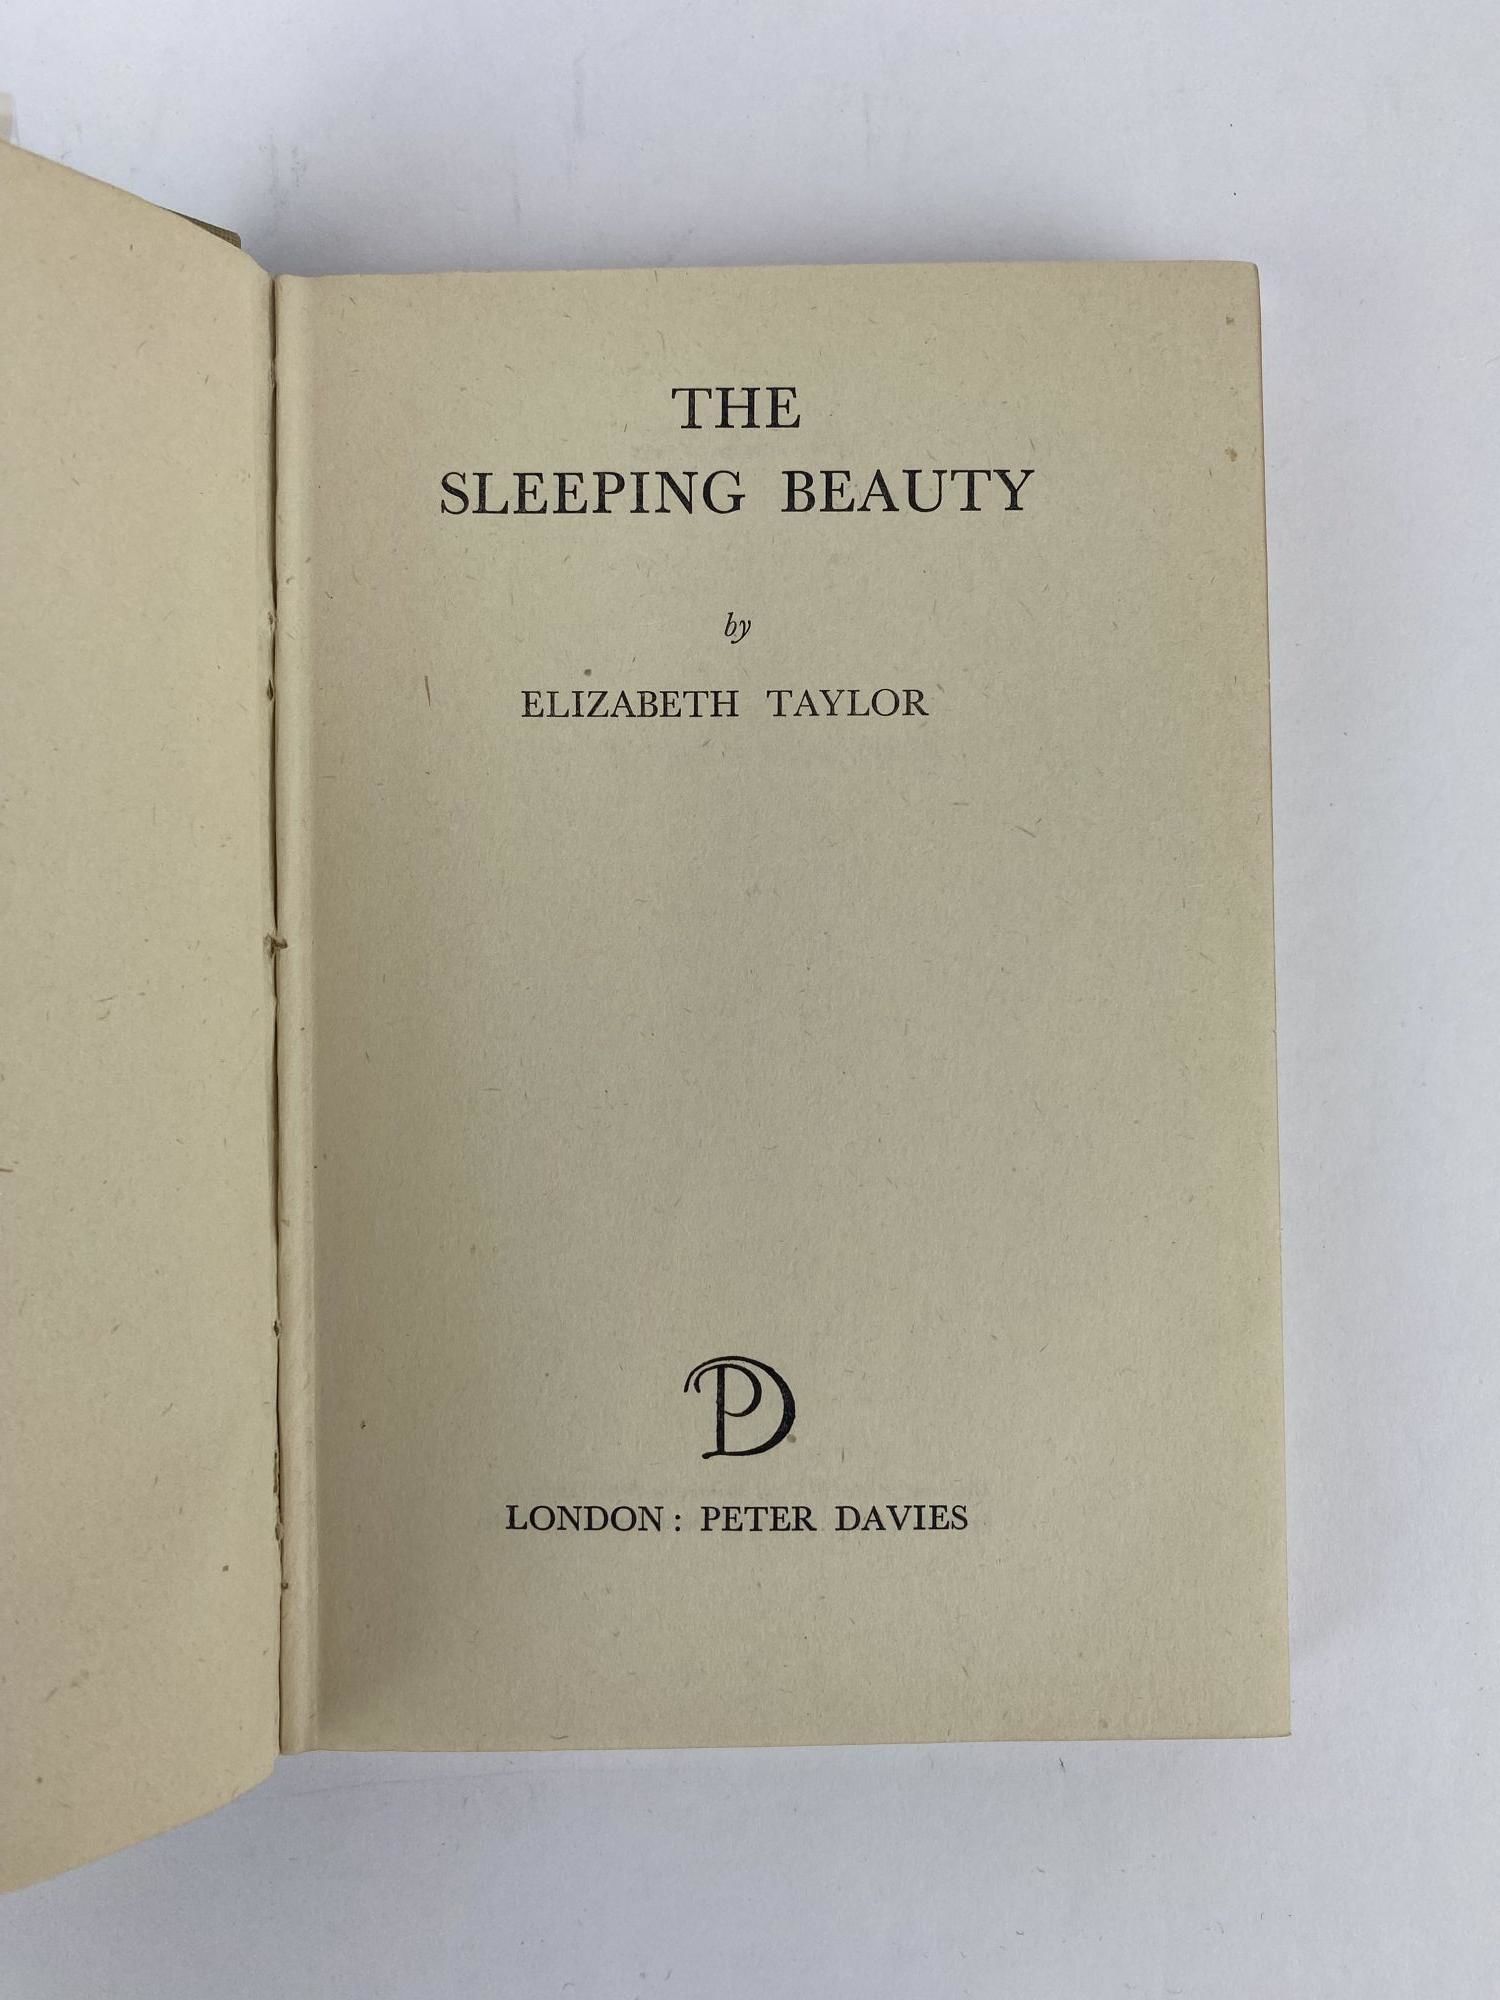 THE
SLEEPING BEAUTY
by
ELIZABETH TAYLOR
PD
LONDON: PETER DAVIES